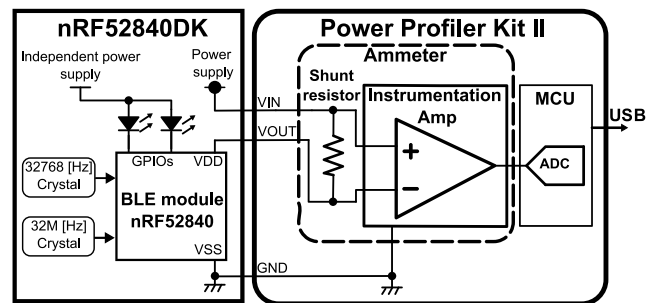 nRF52840DK
Independent power
supply
Power
supply
GPIOs
VDD
32768 [Hz]
Crystal
BLE module
nRF52840
32M [Hz]
Crystal
VSS
Power Profiler Kit II
Ammeter
Shunt
resistor
VIN
VOUT
GND
Instrumentation
Amp
+
−
MCU
ADC
USB